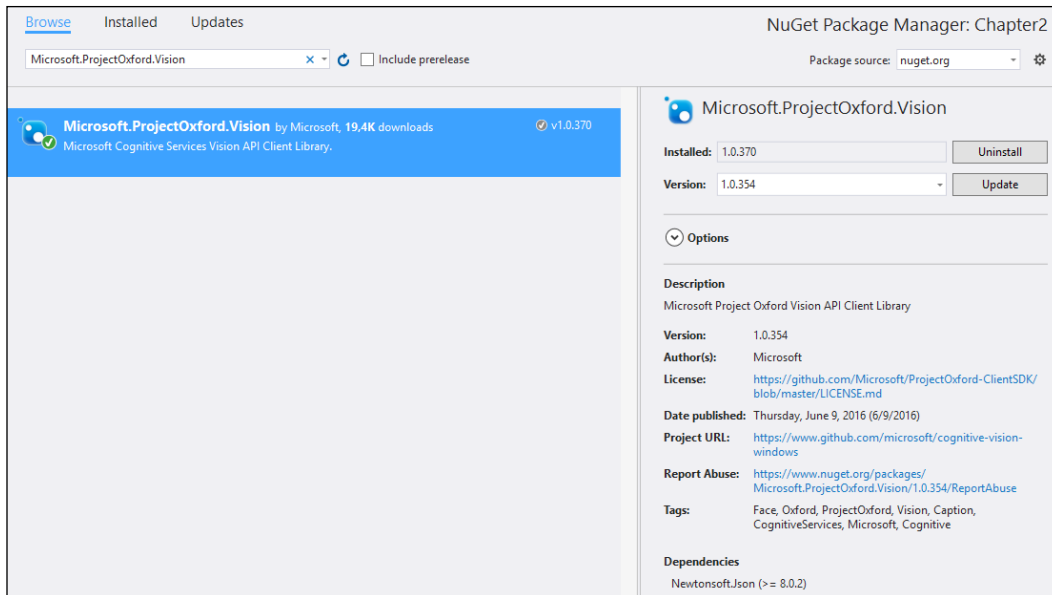 Browse Installed Updates
NuGet Package Manager: Chapter2
Microsoft.ProjectOxford.Vision
Include prerelease
Package source: nuget.org
Microsoft.ProjectOxford.Vision by Microsoft, 19,4K downloads
v1.0.370
Microsoft Cognitive Services Vision API Client Library.
Microsoft.ProjectOxford.Vision
Installed: 1.0.370 Uninstall
Version: 1.0.354 Update
Options
Description
Microsoft Project Oxford Vision API Client Library
Version: 1.0.354
Author(s): Microsoft
License: https://github.com/Microsoft/ProjectOxford-ClientSDK/
blob/master/LICENSE.md
Date published: Thursday, June 9, 2016 (6/9/2016)
Project URL: https://www.github.com/microsoft/cognitive-vision-
windows
Report Abuse: https://www.nuget.org/packages/
Microsoft.ProjectOxford.Vision/1.0.354/ReportAbuse
Tags: Face, Oxford, ProjectOxford, Vision, Caption,
CognitiveServices, Microsoft, Cognitive
Dependencies
Newtonsoft.Json (>= 8.0.2)